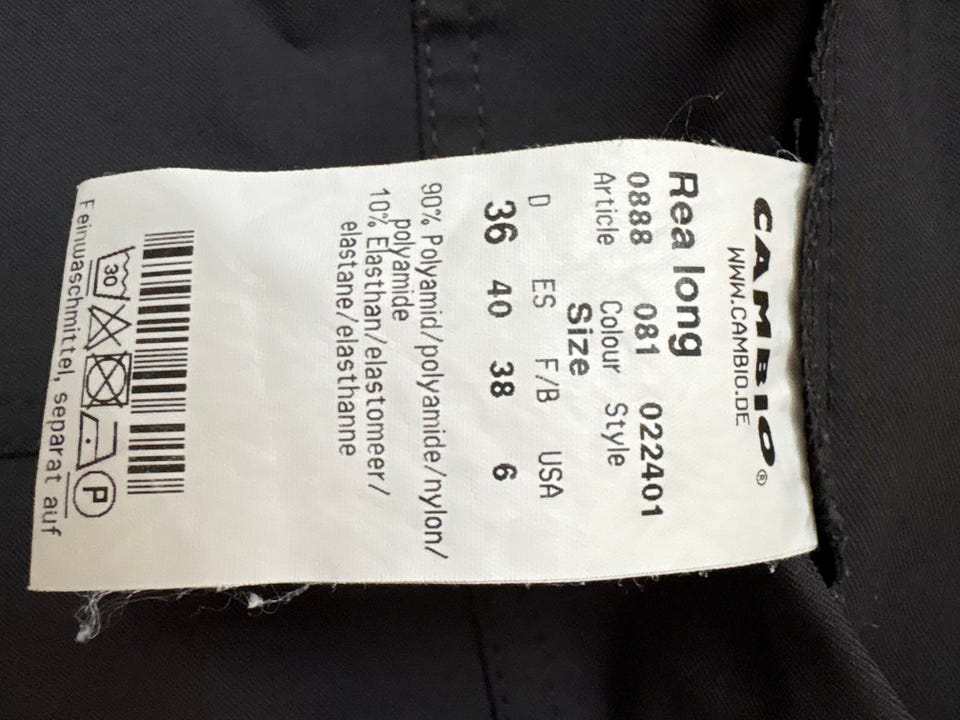 CAMBIO®
WWW.CAMBIO.DE
Rea long
0888 081 022401
Article Colour Style
Size
D ES F/B USA
36 40 38 6
90% Polyamid/polyamide/nylon/
polyamide
10% Elasthan/elastomeer/
elastane/elasthanne
30 P
Feinwaschmittel, separat auf